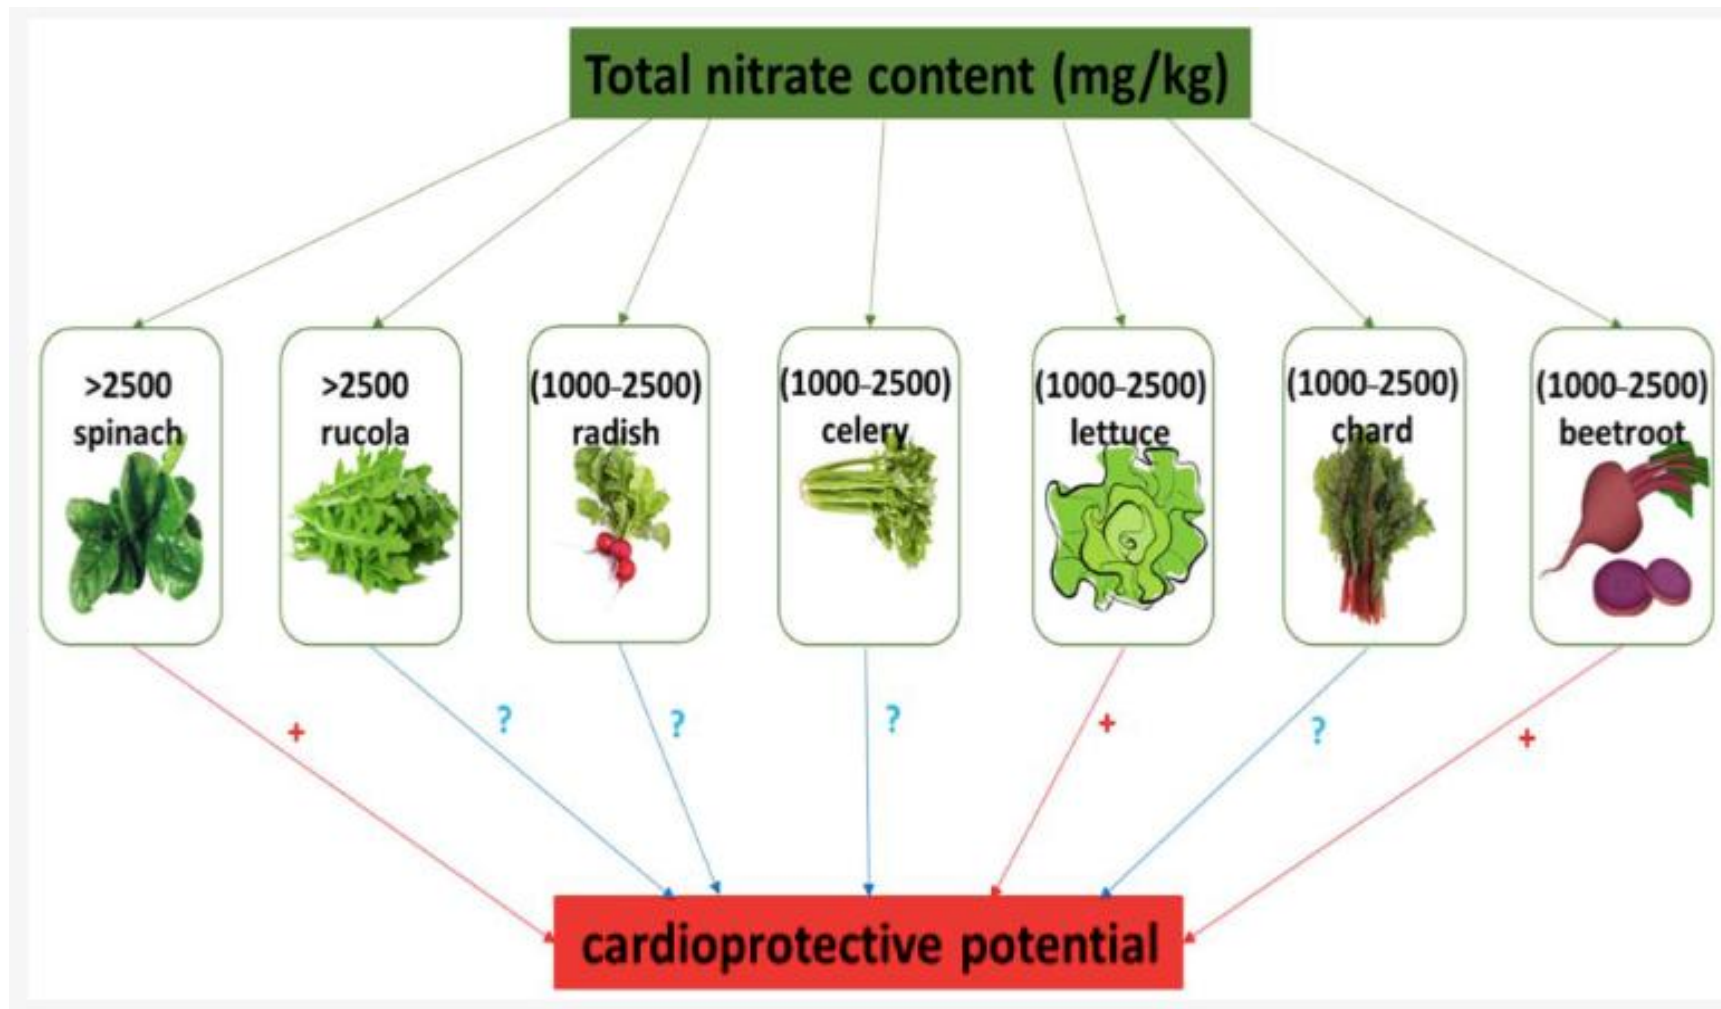 Total nitrate content (mg/kg)
>2500
spinach
>2500
rucola
(1000–2500)
radish
(1000–2500)
celery
(1000–2500)
lettuce
(1000–2500)
chard
(1000–2500)
beetroot
+
?
?
?
+
?
+
cardioprotective potential